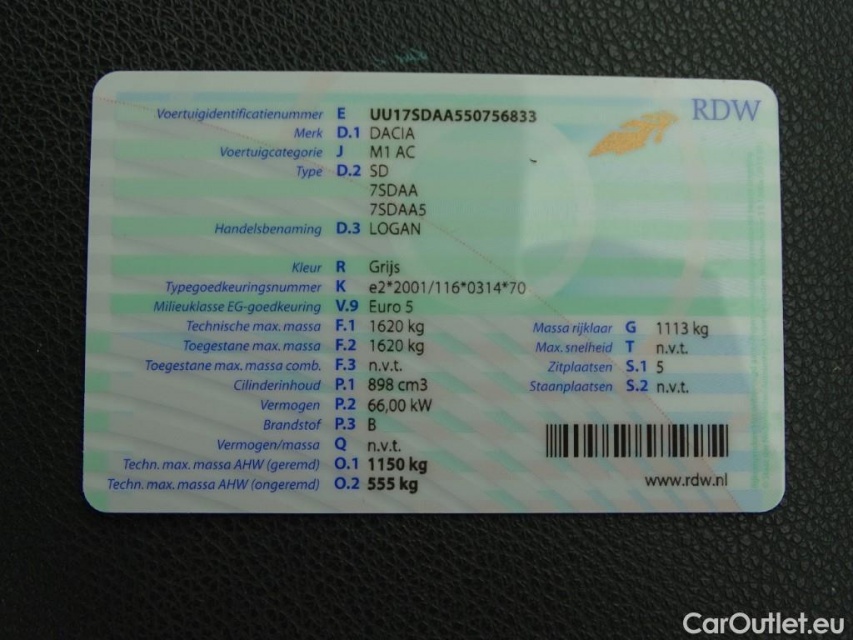 RDW
Voertuigidentificatienummer E UU17SDAA550756833
Merk D.1 DACIA
Voertuigcategorie J M1 AC
Type D.2 SD
7SDAA
7SDAA5
Handelsbenaming D.3 LOGAN
Kleur R Grijs
Typegoedkeuringsnummer K e2*2001/116*0314*70
Milieuklasse EG-goedkeuring V.9 Euro 5
Technische max. massa F.1 1620 kg
Toegestane max. massa F.2 1620 kg
Toegestane max. massa comb. F.3 n.v.t.
Cilinderinhoud P.1 898 cm3
Vermogen P.2 66,00 kW
Brandstof P.3 B
Vermogen/massa Q n.v.t.
Techn. max. massa AHW (geremd) O.1 1150 kg
Techn. max. massa AHW (ongeremd) O.2 555 kg
Massa rijklaar G 1113 kg
Max. snelheid T n.v.t.
Zitplaatsen S.1 5
Staanplaatsen S.2 n.v.t.
www.rdw.nl
CarOutlet.eu